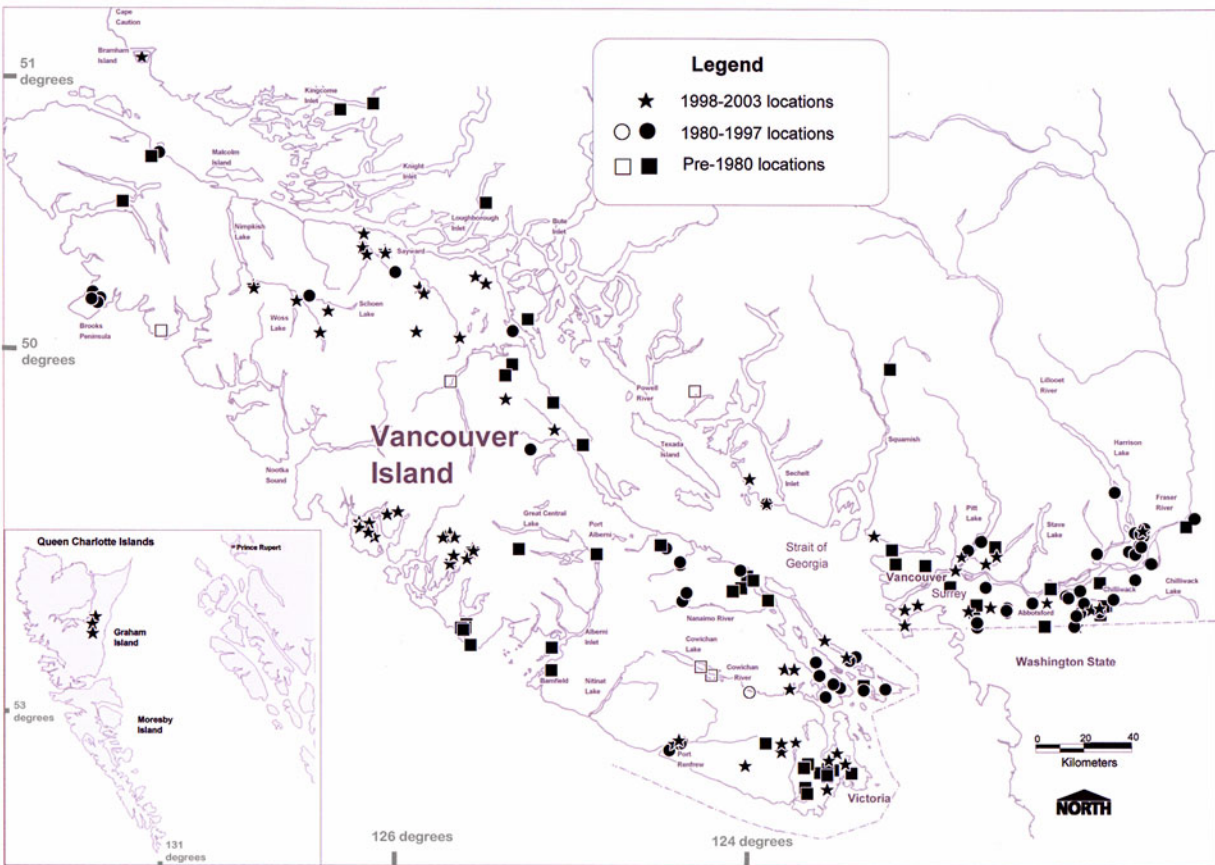 Cape
Caution
Bramham
Island
51
degrees
Legend
1998-2003 locations
1980-1997 locations
Pre-1980 locations
Kingcome
Inlet
Malcolm
Island
Knight
Inlet
Nimpkish
Lake
Loughborough
Inlet
Bute
Inlet
Sayward
Schoen
Lake
Woss
Lake
Brooks
Peninsula
50
degrees
Powell
River
Lillooet
River
Squamish
Texada
Island
Vancouver
Island
Harrison
Lake
Nootka
Sound
Sechelt
Inlet
Fraser
River
Great Central
Lake
Port
Alberni
Pitt
Lake
Stave
Lake
Strait of
Georgia
Queen Charlotte Islands
Prince Rupert
Vancouver
Surrey
Abbotsford
Chilliwack
Chilliwack
Lake
Nanaimo River
Graham
Island
Alberni
Inlet
Cowichan
Lake
Cowichan
River
Washington State
Bamfield
Nitinat
Lake
53
degrees
Moresby
Island
0 20 40
Kilometers
Port
Renfrew
Victoria
NORTH
126 degrees
124 degrees
131
degrees